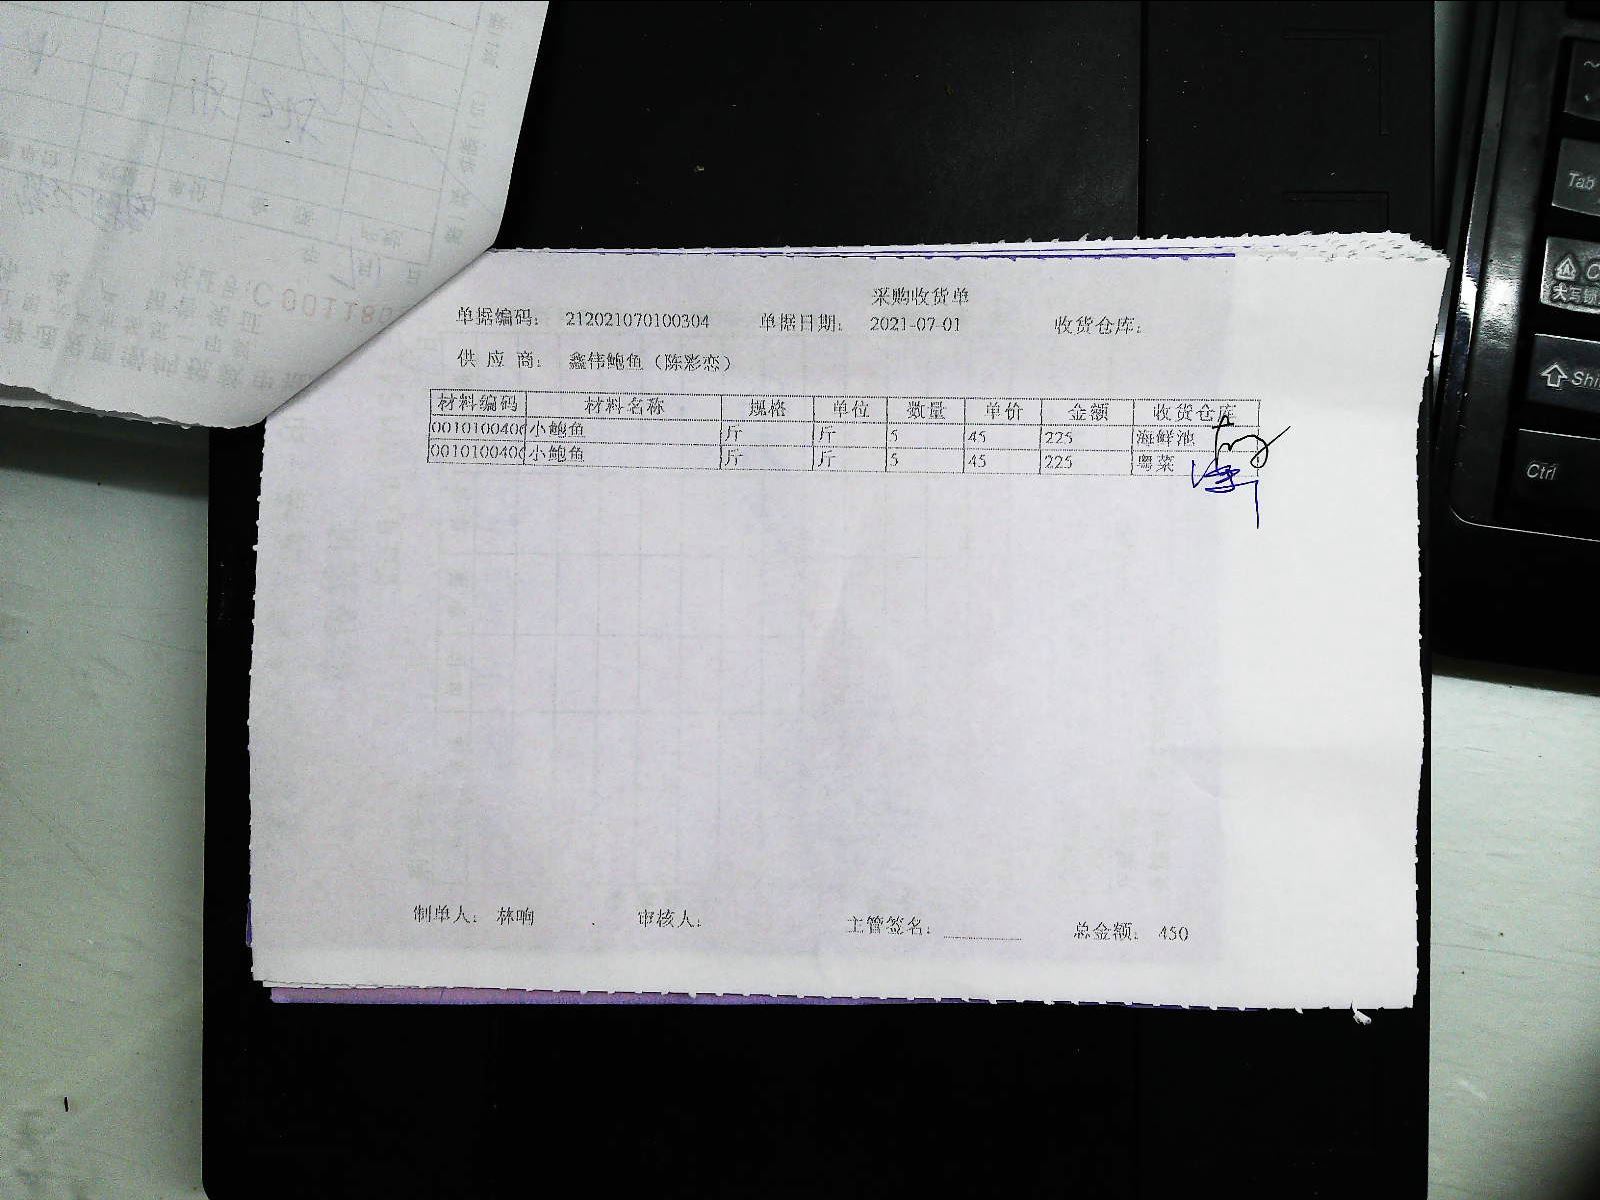 采购收货单
单据编码: 212021070100304 单据日期: 2021-07-01 收货仓库:
供 应 商: 鑫伟鲍鱼（陈彩恋）
材料编码 材料名称 规格 单位 数量 单价 金额 收货仓库
0010100400 小鲍鱼 斤 斤 5 45 225 海鲜池
0010100400 小鲍鱼 斤 斤 5 45 225 粤菜
制单人: 林响 审核人: 主管签名: 总金额: 450
Tab
Shi
Ctrl